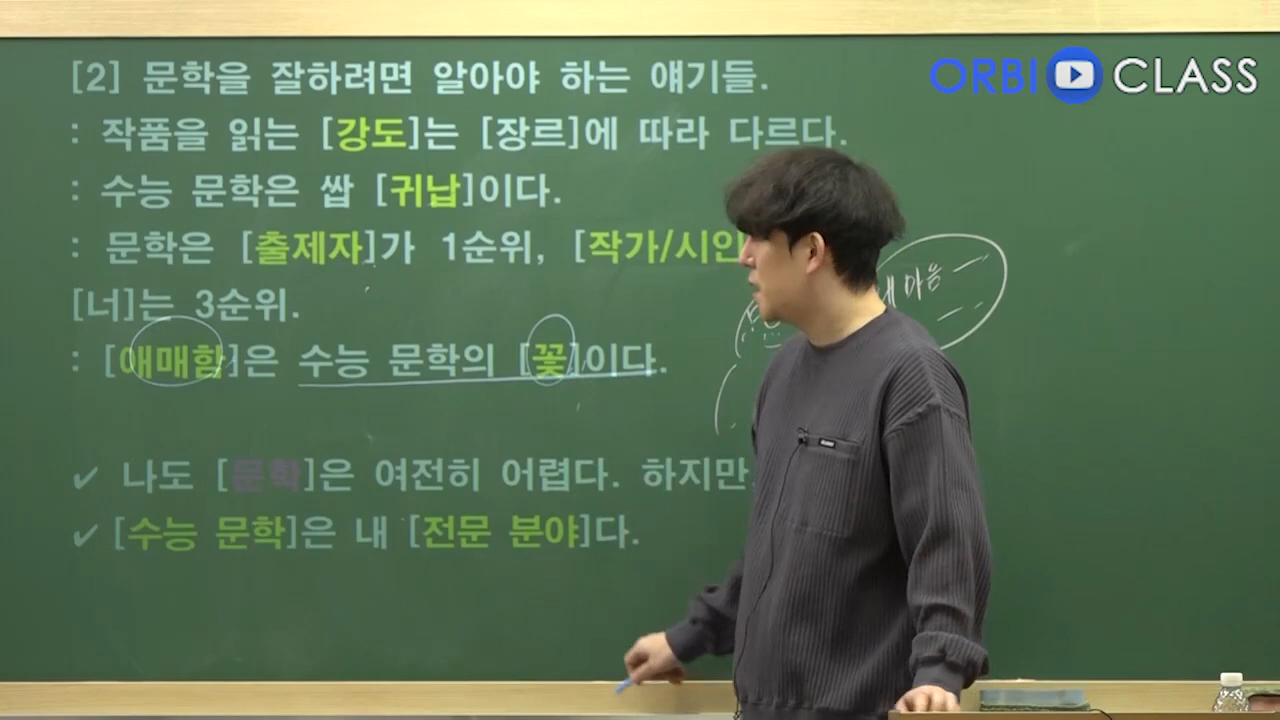 ORBI CLASS
[2] 문학을 잘하려면 알아야 하는 얘기들.
: 작품을 읽는 [강도]는 [장르]에 따라 다르다.
: 수능 문학은 쌉 [귀납]이다.
: 문학은 [출제자]가 1순위, [작가/시인
[너]는 3순위.
: [애매함]은 수능 문학의 [꽃]이다.
✔ 나도 [문학]은 여전히 어렵다. 하지만
✔ [수능 문학]은 내 [전문 분야]다.
마음